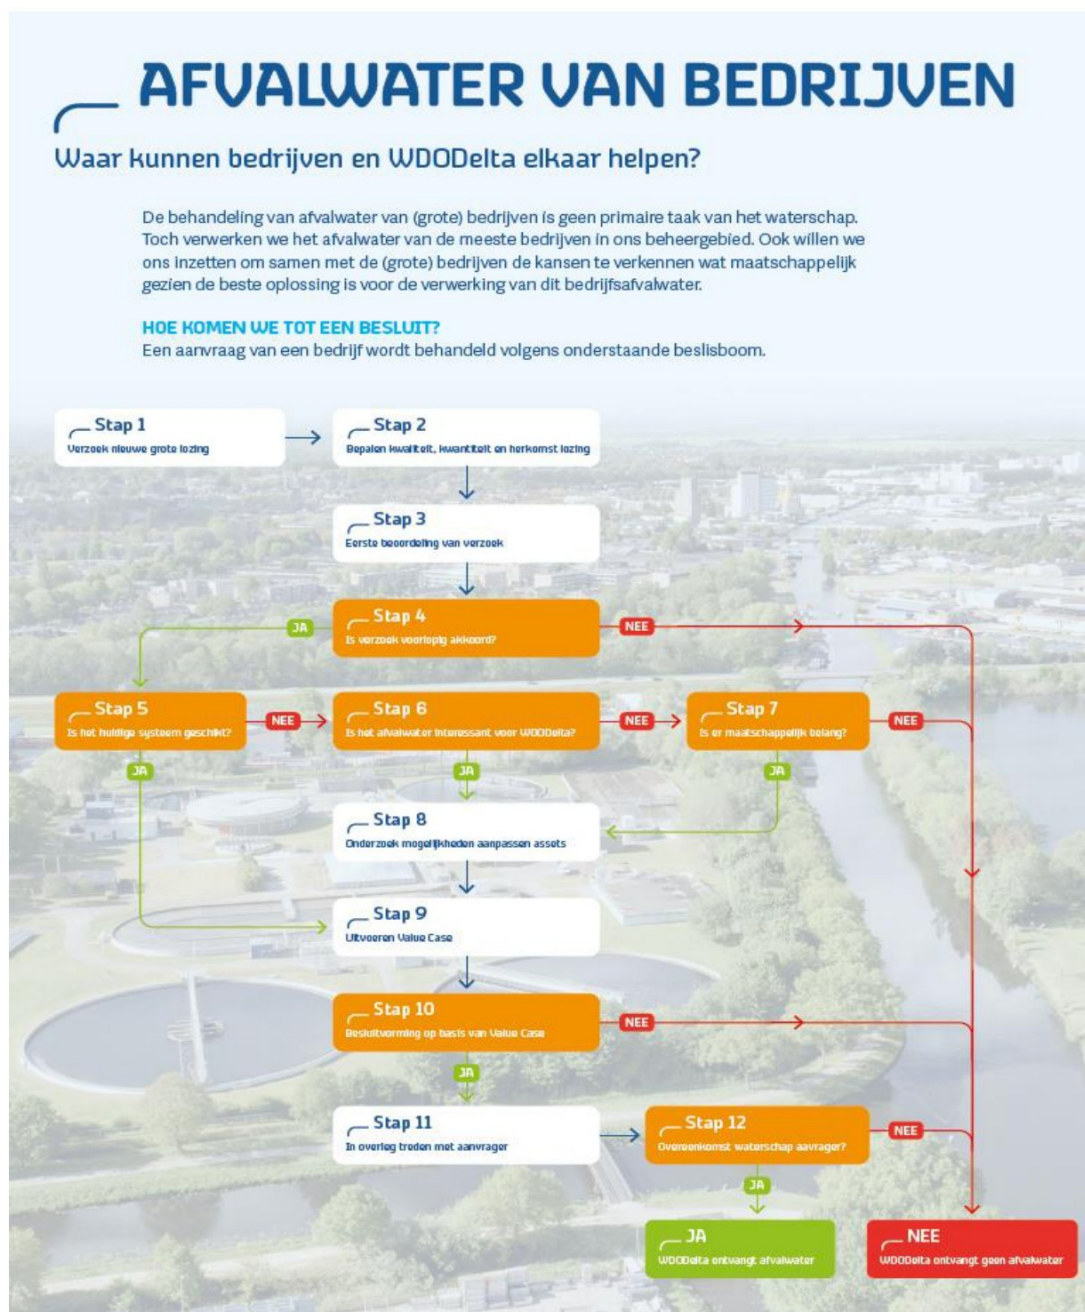 AFVALWATER VAN BEDRIJVEN
Waar kunnen bedrijven en WDODelta elkaar helpen?
De behandeling van afvalwater van (grote) bedrijven is geen primaire taak van het waterschap.
Toch verwerken we het afvalwater van de meeste bedrijven in ons beheergebied. Ook willen we
ons inzetten om samen met de (grote) bedrijven de kansen te verkennen wat maatschappelijk
gezien de beste oplossing is voor de verwerking van dit bedrijfsafvalwater.
HOE KOMEN WE TOT EEN BESLUIT?
Een aanvraag van een bedrijf wordt behandeld volgens onderstaande beslisboom.
Stap 1
Verzoek nieuwe grote lozing
Stap 2
Bepalen kwaliteit, kwantiteit en herkomst lozing
Stap 3
Eerste beoordeling van verzoek
Stap 4
Is verzoek voorlopig akkoord?
JA
NEE
Stap 5
Is het huidige systeem geschikt?
NEE
Stap 6
Is het afvalwater interessant voor WDODelta?
NEE
Stap 7
Is er maatschappelijk belang?
NEE
JA
JA
JA
Stap 8
Onderzoek mogelijkheden aanpassen assets
Stap 9
Uitvoeren Value Case
Stap 10
Besluitvorming op basis van Value Case
NEE
JA
Stap 11
In overleg treden met aanvrager
Stap 12
Overeenkomst waterschap aavrager?
NEE
JA
JA
WDODelta ontvangt afvalwater
NEE
WDODelta ontvangt geen afvalwater